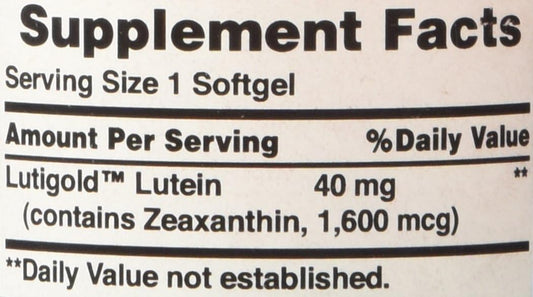 Supplement Facts
Serving Size 1 Softgel
Amount Per Serving %Daily Value
Lutigold™ Lutein 40 mg **
(contains Zeaxanthin, 1,600 mcg)
**Daily Value not established.